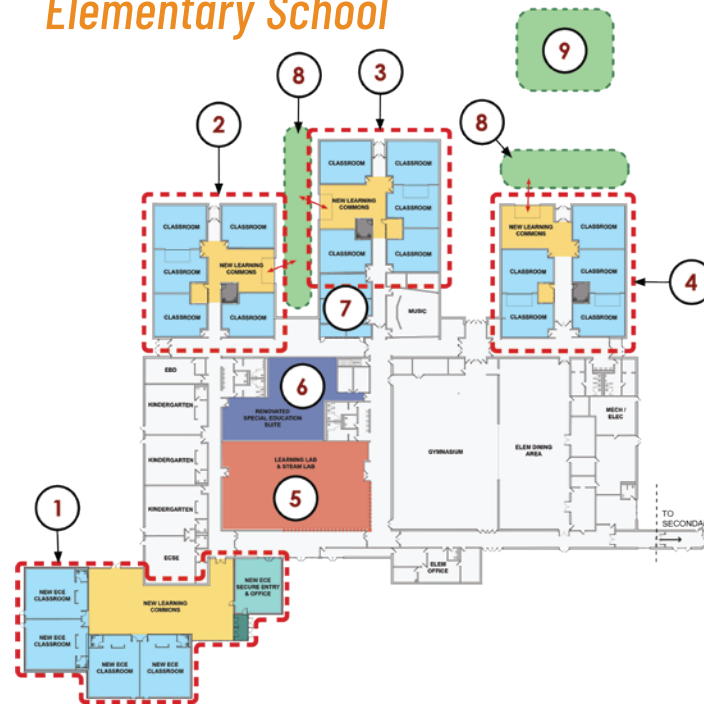 Elementary School
9
8
3
8
2
CLASSROOM
CLASSROOM
NEW LEARNING
COMMONS
CLASSROOM
CLASSROOM
CLASSROOM
CLASSROOM
CLASSROOM
CLASSROOM
NEW LEARNING
COMMONS
CLASSROOM
CLASSROOM
CLASSROOM
NEW LEARNING
COMMONS
CLASSROOM
CLASSROOM
CLASSROOM
CLASSROOM
CLASSROOM
4
7
MUSIC
EBD
6
RENOVATED
SPECIAL EDUCATION
SUITE
KINDERGARTEN
MECH /
ELEC
GYMNASIUM
ELEM DINING
AREA
KINDERGARTEN
LEARNING LAB
& STEAM LAB
5
KINDERGARTEN
1
TO
SECONDA
ECSE
ELEM
OFFICE
NEW ECE
CLASSROOM
NEW LEARNING
COMMONS
NEW ECE
SECURE ENTRY
& OFFICE
NEW ECE
CLASSROOM
NEW ECE
CLASSROOM
NEW ECE
CLASSROOM